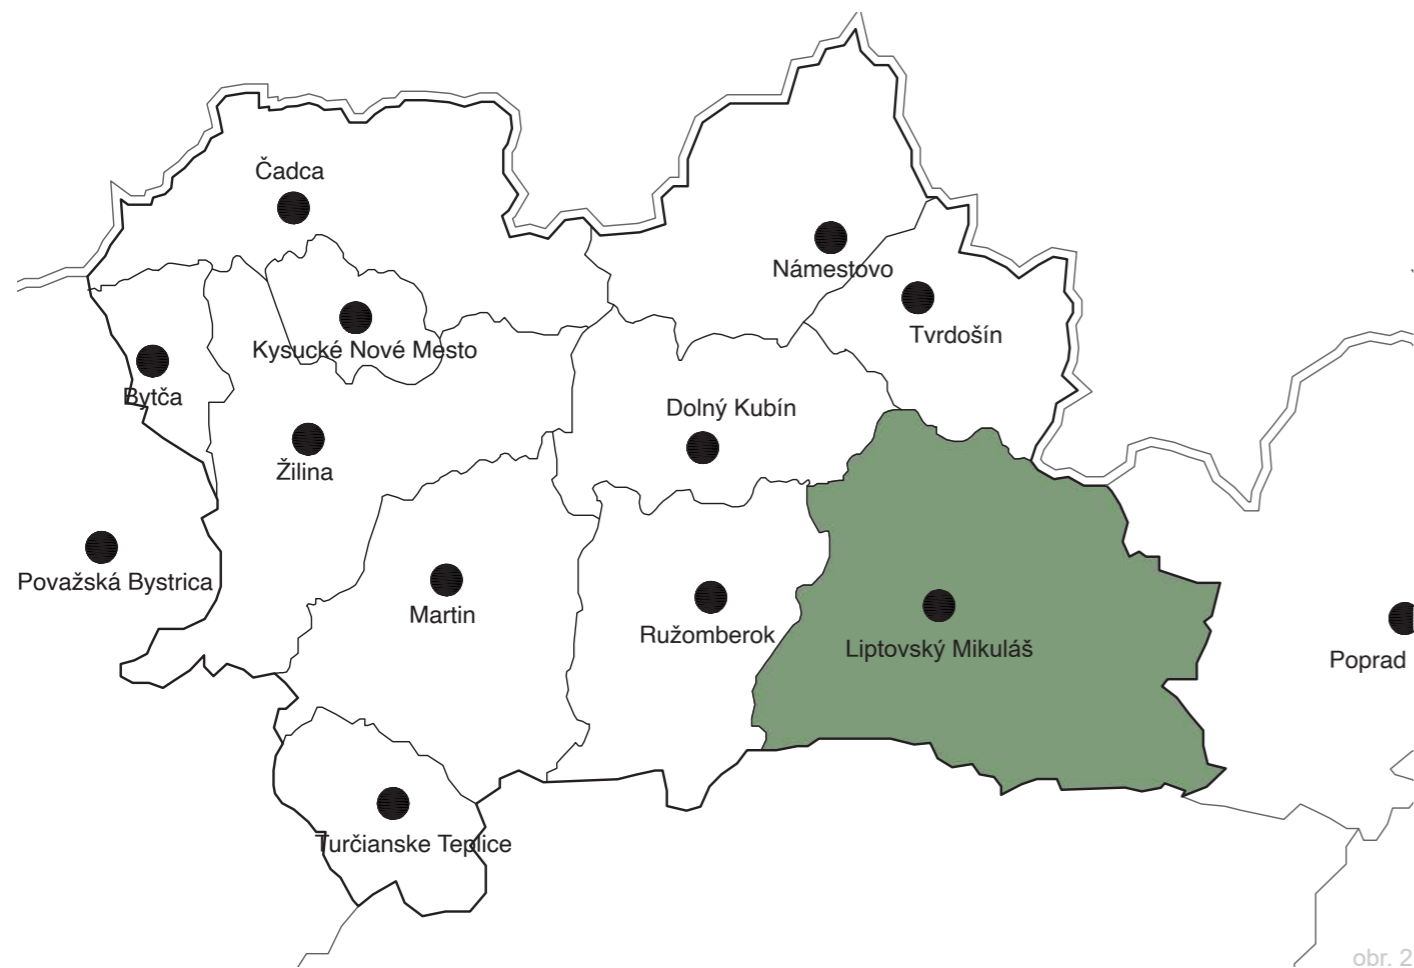 Čadca
Námestovo
Tvrdošín
Kysucké Nové Mesto
Bytča
Dolný Kubín
Žilina
Považská Bystrica
Martin
Ružomberok
Liptovský Mikuláš
Poprad
Turčianske Teplice
obr. 2